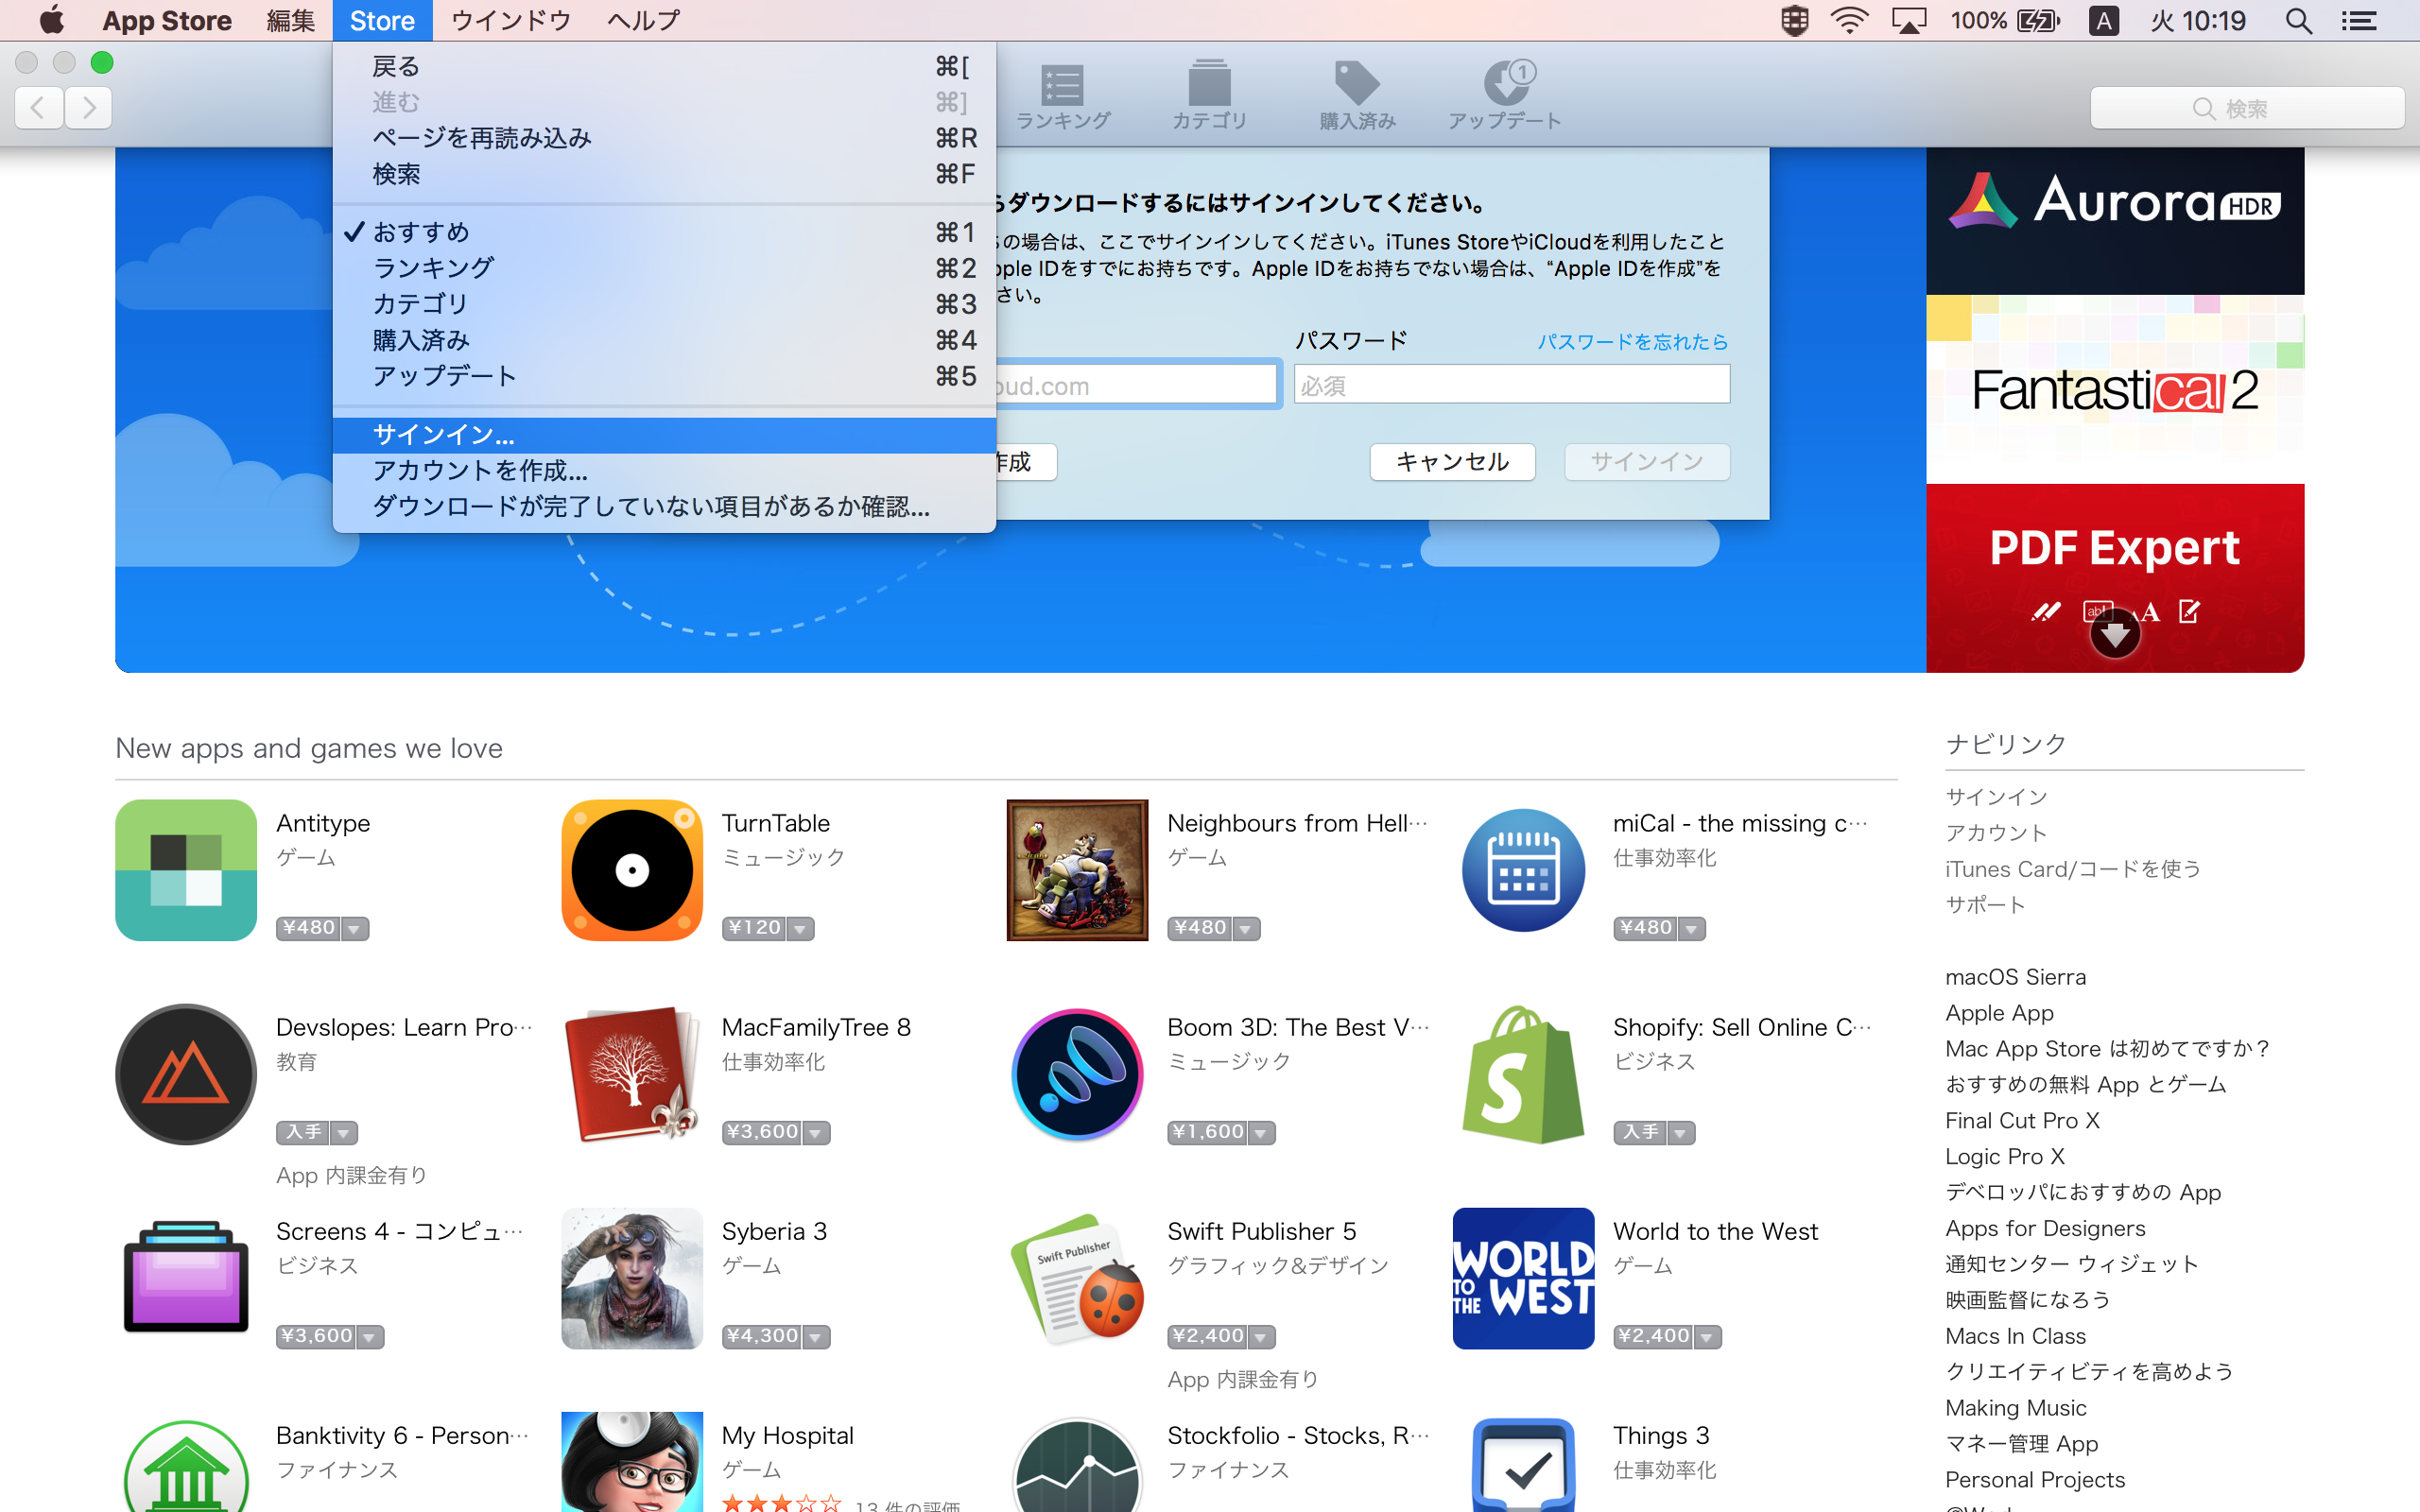 App Store 編集 Store ウインドウ ヘルプ 100% A 火 10:19
戻る ⌘[
進む ⌘]
ページを再読み込み ⌘R
検索 ⌘F
✓ おすすめ ⌘1
ランキング ⌘2
カテゴリ ⌘3
購入済み ⌘4
アップデート ⌘5
サインイン...
アカウントを作成...
ダウンロードが完了していない項目があるか確認...
ランキング カテゴリ 購入済み アップデート 1
検索
ダウンロードするにはサインインしてください。
の場合は、ここでサインインしてください。iTunes StoreやiCloudを利用したこと
pple IDをすでにお持ちです。Apple IDをお持ちでない場合は、“Apple IDを作成”を
さい。
パスワード パスワードを忘れたら
oud.com 必須
作成 キャンセル サインイン
Aurora HDR
Fantastical 2
PDF Expert
New apps and games we love
Antitype
ゲーム
¥480
TurnTable
ミュージック
¥120
Neighbours from Hell…
ゲーム
¥480
miCal - the missing c…
仕事効率化
¥480
Devslopes: Learn Pro…
教育
入手
App 内課金有り
MacFamilyTree 8
仕事効率化
¥3,600
Boom 3D: The Best V…
ミュージック
¥1,600
Shopify: Sell Online C…
ビジネス
入手
Screens 4 - コンピュ…
ビジネス
¥3,600
Syberia 3
ゲーム
¥4,300
Swift Publisher
Swift Publisher 5
グラフィック&デザイン
¥2,400
App 内課金有り
WORLD
TO THE WEST
World to the West
ゲーム
¥2,400
Banktivity 6 - Person…
ファイナンス
My Hospital
ゲーム
★★★☆☆ 13 件の評価
Stockfolio - Stocks, R…
ファイナンス
Things 3
仕事効率化
ナビリンク
サインイン
アカウント
iTunes Card/コードを使う
サポート
macOS Sierra
Apple App
Mac App Store は初めてですか？
おすすめの無料 App とゲーム
Final Cut Pro X
Logic Pro X
デベロッパにおすすめの App
Apps for Designers
通知センター ウィジェット
映画監督になろう
Macs In Class
クリエイティビティを高めよう
Making Music
マネー管理 App
Personal Projects